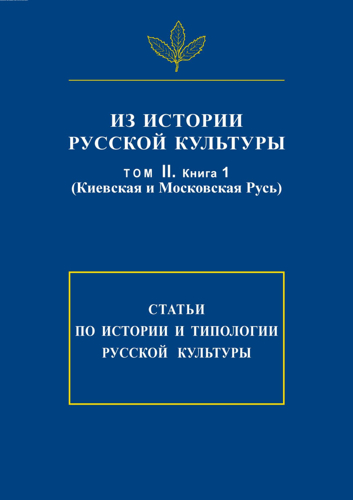 ИЗ ИСТОРИИ
РУССКОЙ КУЛЬТУРЫ
ТОМ II. Книга 1
(Киевская и Московская Русь)
СТАТЬИ
ПО ИСТОРИИ И ТИПОЛОГИИ
РУССКОЙ КУЛЬТУРЫ